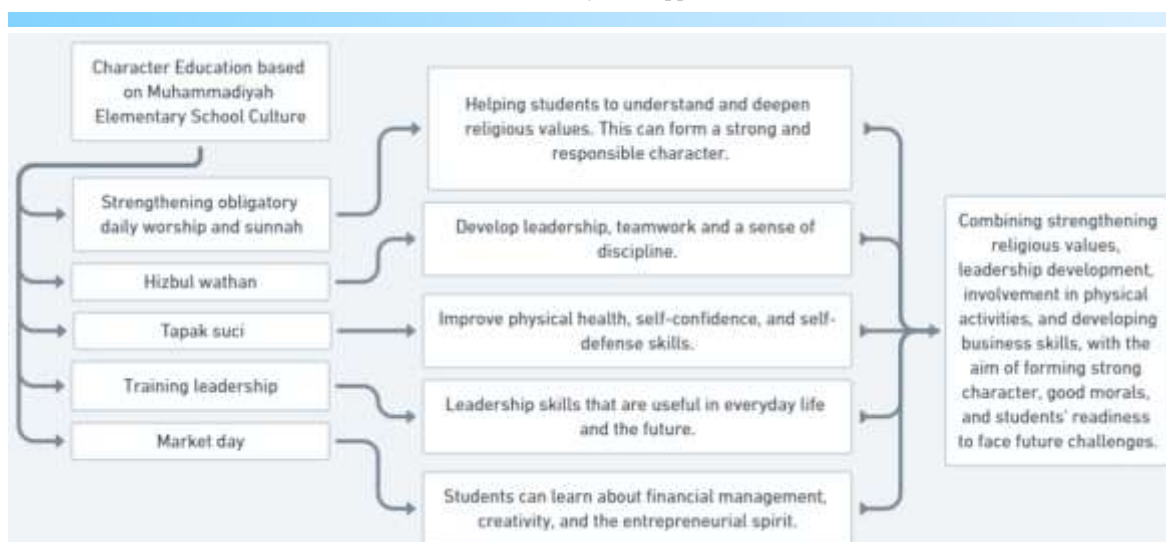 Character Education based
on Muhammadiyah
Elementary School Culture
Strengthening obligatory
daily worship and sunnah
Hizbul wathan
Tapak suci
Training leadership
Market day
Helping students to understand and deepen
religious values. This can form a strong and
responsible character.
Develop leadership, teamwork and a sense of
discipline.
Improve physical health, self-confidence, and self-
defense skills.
Leadership skills that are useful in everyday life
and the future.
Students can learn about financial management,
creativity, and the entrepreneurial spirit.
Combining strengthening
religious values,
leadership development,
involvement in physical
activities, and developing
business skills, with the
aim of forming strong
character, good morals,
and students' readiness
to face future challenges.